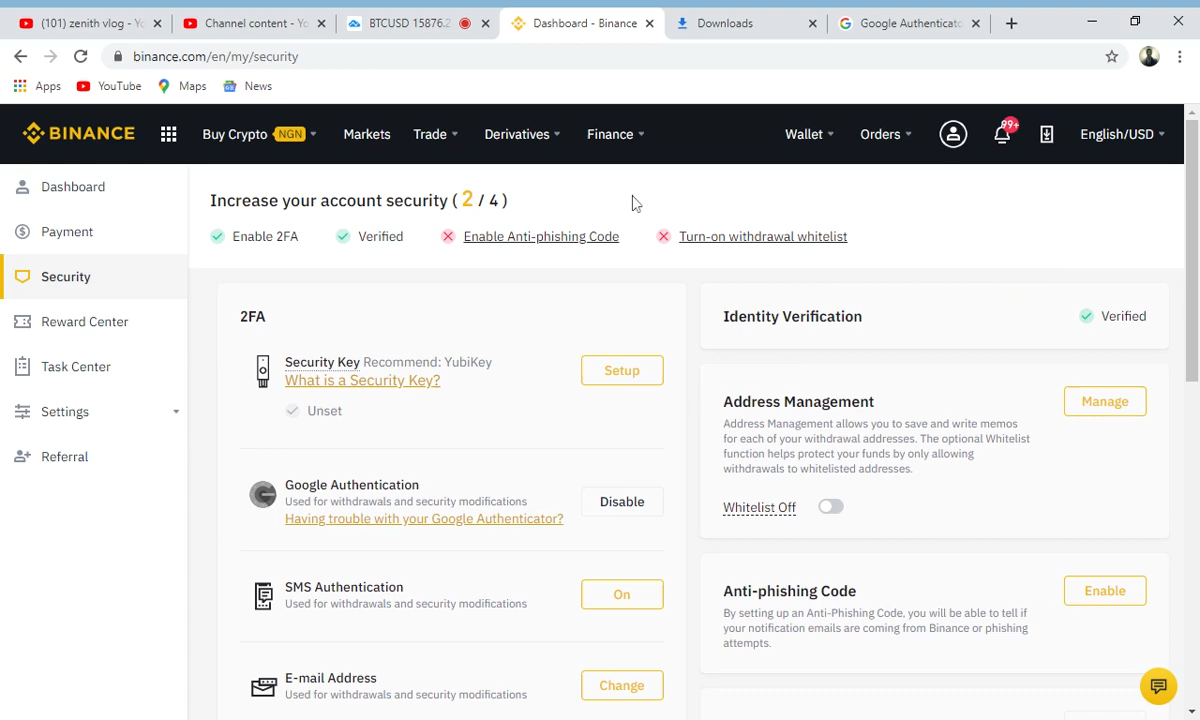 (101) zenith vlog - Yo
Channel content - Yo
BTCUSD 15876.2
Dashboard - Binance
Downloads
Google Authenticato
binance.com/en/my/security
Apps
YouTube
Maps
News
BINANCE
Buy Crypto NGN
Markets
Trade
Derivatives
Finance
Wallet
Orders
99+
English/USD
Dashboard
Payment
Security
Reward Center
Task Center
Settings
Referral
Increase your account security ( 2 / 4 )
Enable 2FA
Verified
Enable Anti-phishing Code
Turn-on withdrawal whitelist
2FA
Security Key Recommend: YubiKey
What is a Security Key?
Unset
Setup
Google Authentication
Used for withdrawals and security modifications
Having trouble with your Google Authenticator?
Disable
SMS Authentication
Used for withdrawals and security modifications
On
E-mail Address
Used for withdrawals and security modifications
Change
Identity Verification
Verified
Address Management
Address Management allows you to save and write memos
for each of your withdrawal addresses. The optional Whitelist
function helps protect your funds by only allowing
withdrawals to whitelisted addresses.
Manage
Whitelist Off
Anti-phishing Code
By setting up an Anti-Phishing Code, you will be able to tell if
your notification emails are coming from Binance or phishing
attempts.
Enable